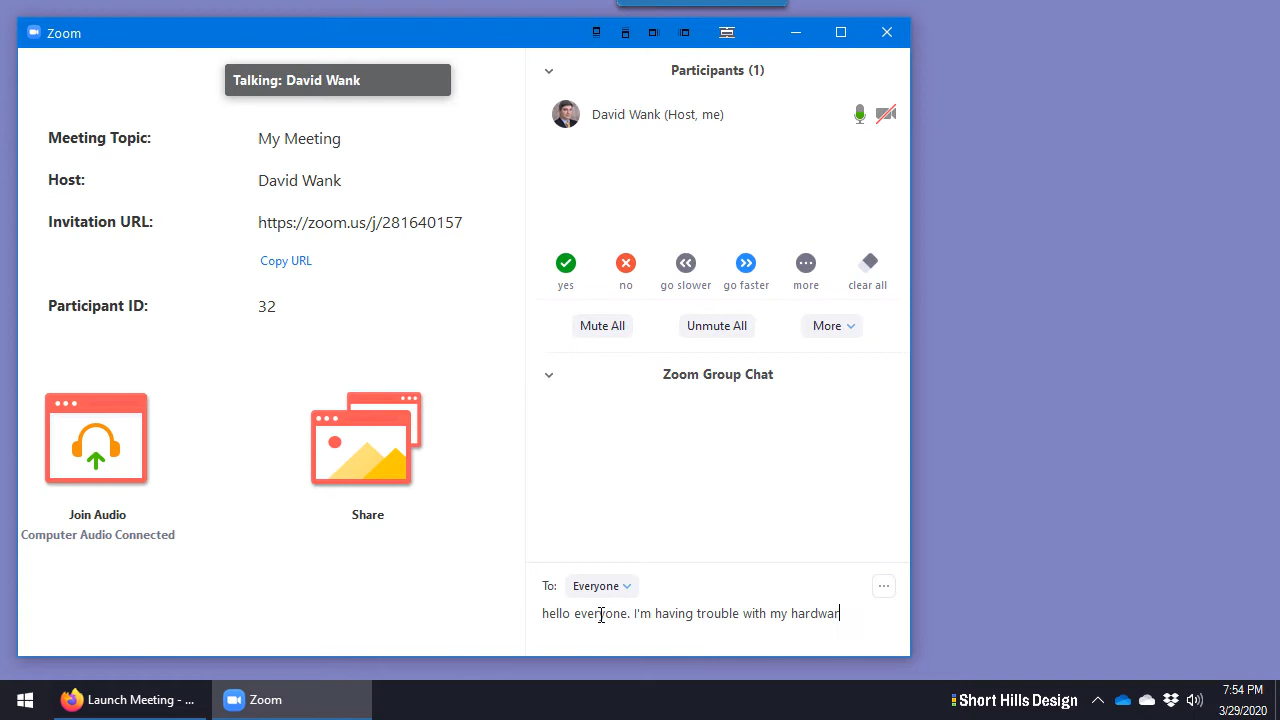 Zoom
Talking: David Wank
Meeting Topic: My Meeting
Host: David Wank
Invitation URL: https://zoom.us/j/281640157
Copy URL
Participant ID: 32
Join Audio
Computer Audio Connected
Share
Participants (1)
David Wank (Host, me)
yes no go slower go faster more clear all
Mute All Unmute All More
Zoom Group Chat
To: Everyone
hello everyone. I'm having trouble with my hardwar
Launch Meeting - ... Zoom Short Hills Design 7:54 PM
3/29/2020